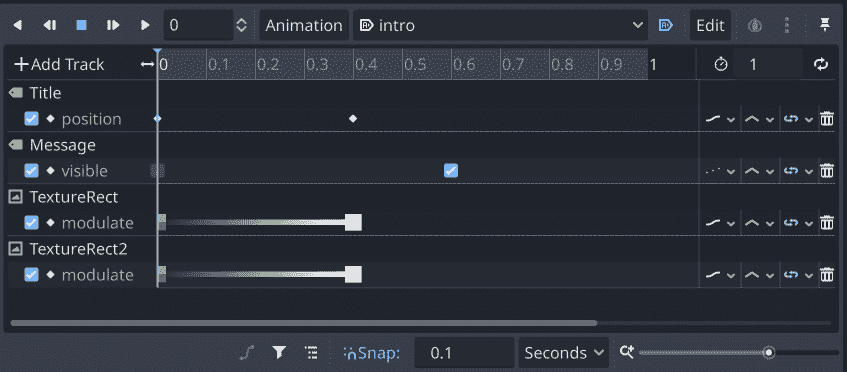 0 Animation intro Edit
Add Track 0 0.1 0.2 0.3 0.4 0.5 0.6 0.7 0.8 0.9 1 1
Title
position
Message
visible
TextureRect
modulate
TextureRect2
modulate
Snap: 0.1 Seconds